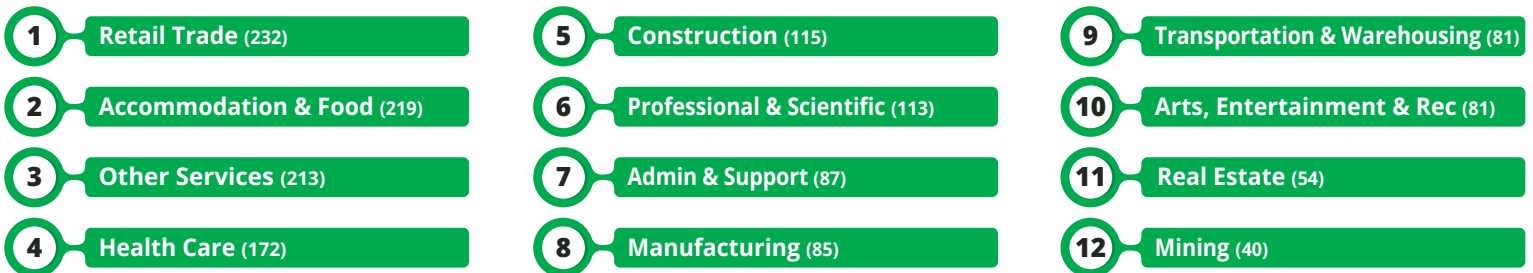 1 Retail Trade (232)
2 Accommodation & Food (219)
3 Other Services (213)
4 Health Care (172)
5 Construction (115)
6 Professional & Scientific (113)
7 Admin & Support (87)
8 Manufacturing (85)
9 Transportation & Warehousing (81)
10 Arts, Entertainment & Rec (81)
11 Real Estate (54)
12 Mining (40)